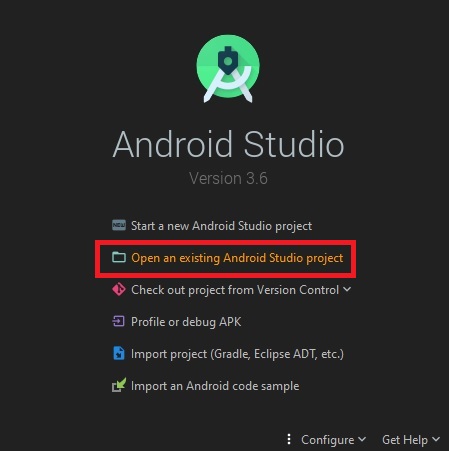 Android Studio
Version 3.6
Start a new Android Studio project
Open an existing Android Studio project
Check out project from Version Control
Profile or debug APK
Import project (Gradle, Eclipse ADT, etc.)
Import an Android code sample
Configure Get Help